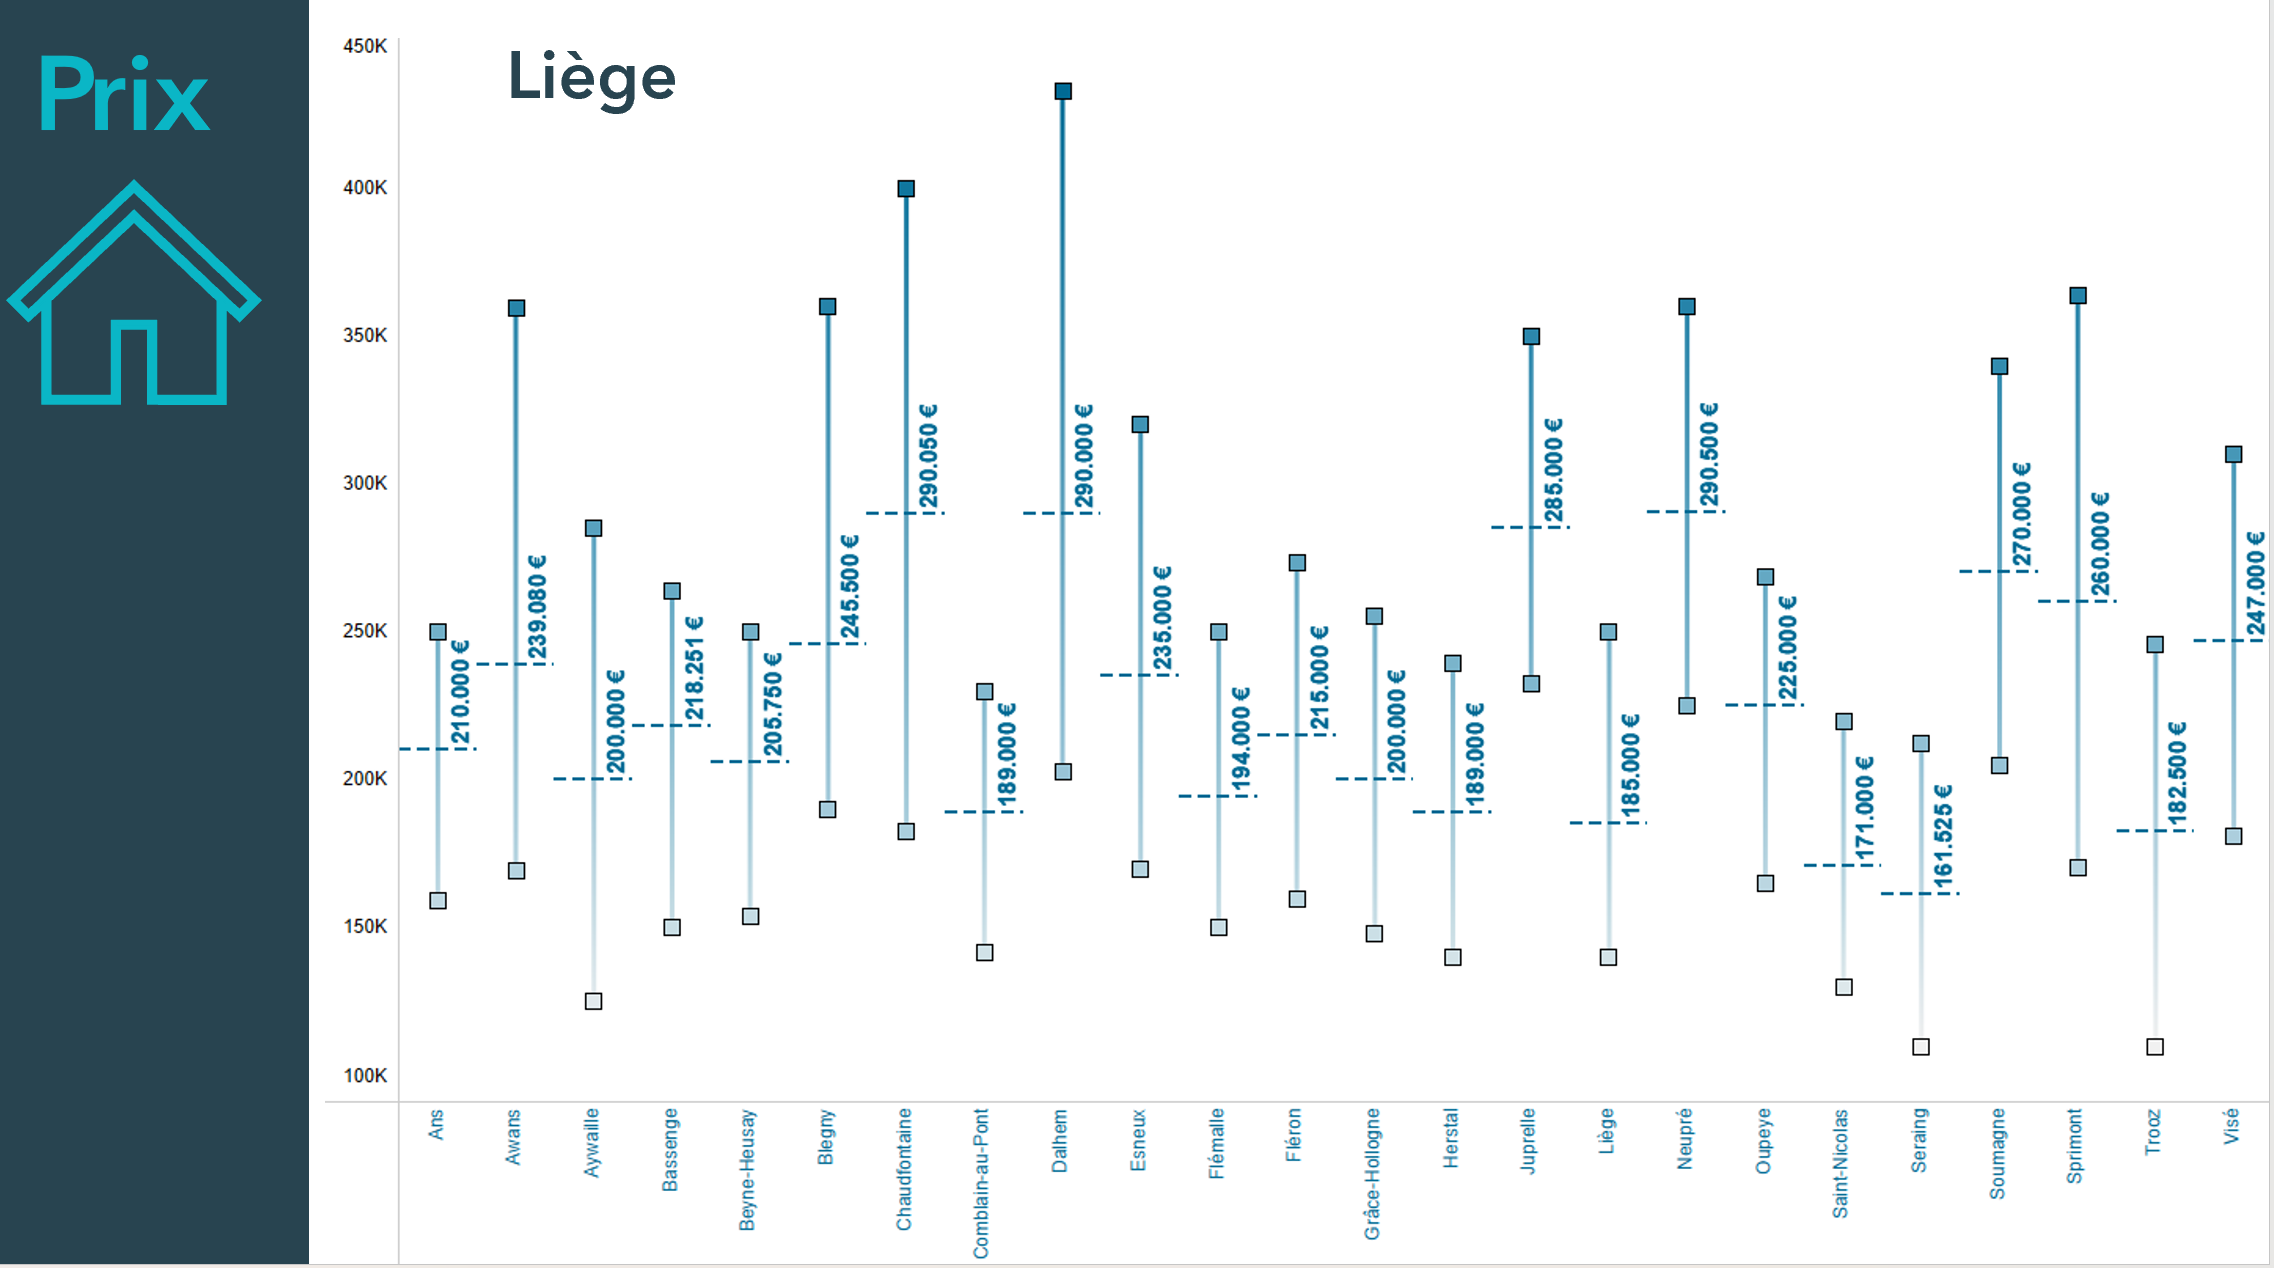 Prix
Liège
450K
400K
350K
300K
250K
200K
150K
100K
210.000 €
239.080 €
200.000 €
218.251 €
205.750 €
245.500 €
290.050 €
189.000 €
290.000 €
235.000 €
194.000 €
215.000 €
200.000 €
189.000 €
285.000 €
185.000 €
290.500 €
225.000 €
171.000 €
161.525 €
270.000 €
260.000 €
182.500 €
247.000 €
Ans
Awans
Aywaille
Bassenge
Beyne-Heusay
Blegny
Chaudfontaine
Comblain-au-Pont
Dalhem
Esneux
Flémalle
Fléron
Grâce-Hollogne
Herstal
Juprelle
Liège
Neupré
Oupeye
Saint-Nicolas
Seraing
Soumagne
Sprimont
Trooz
Visé